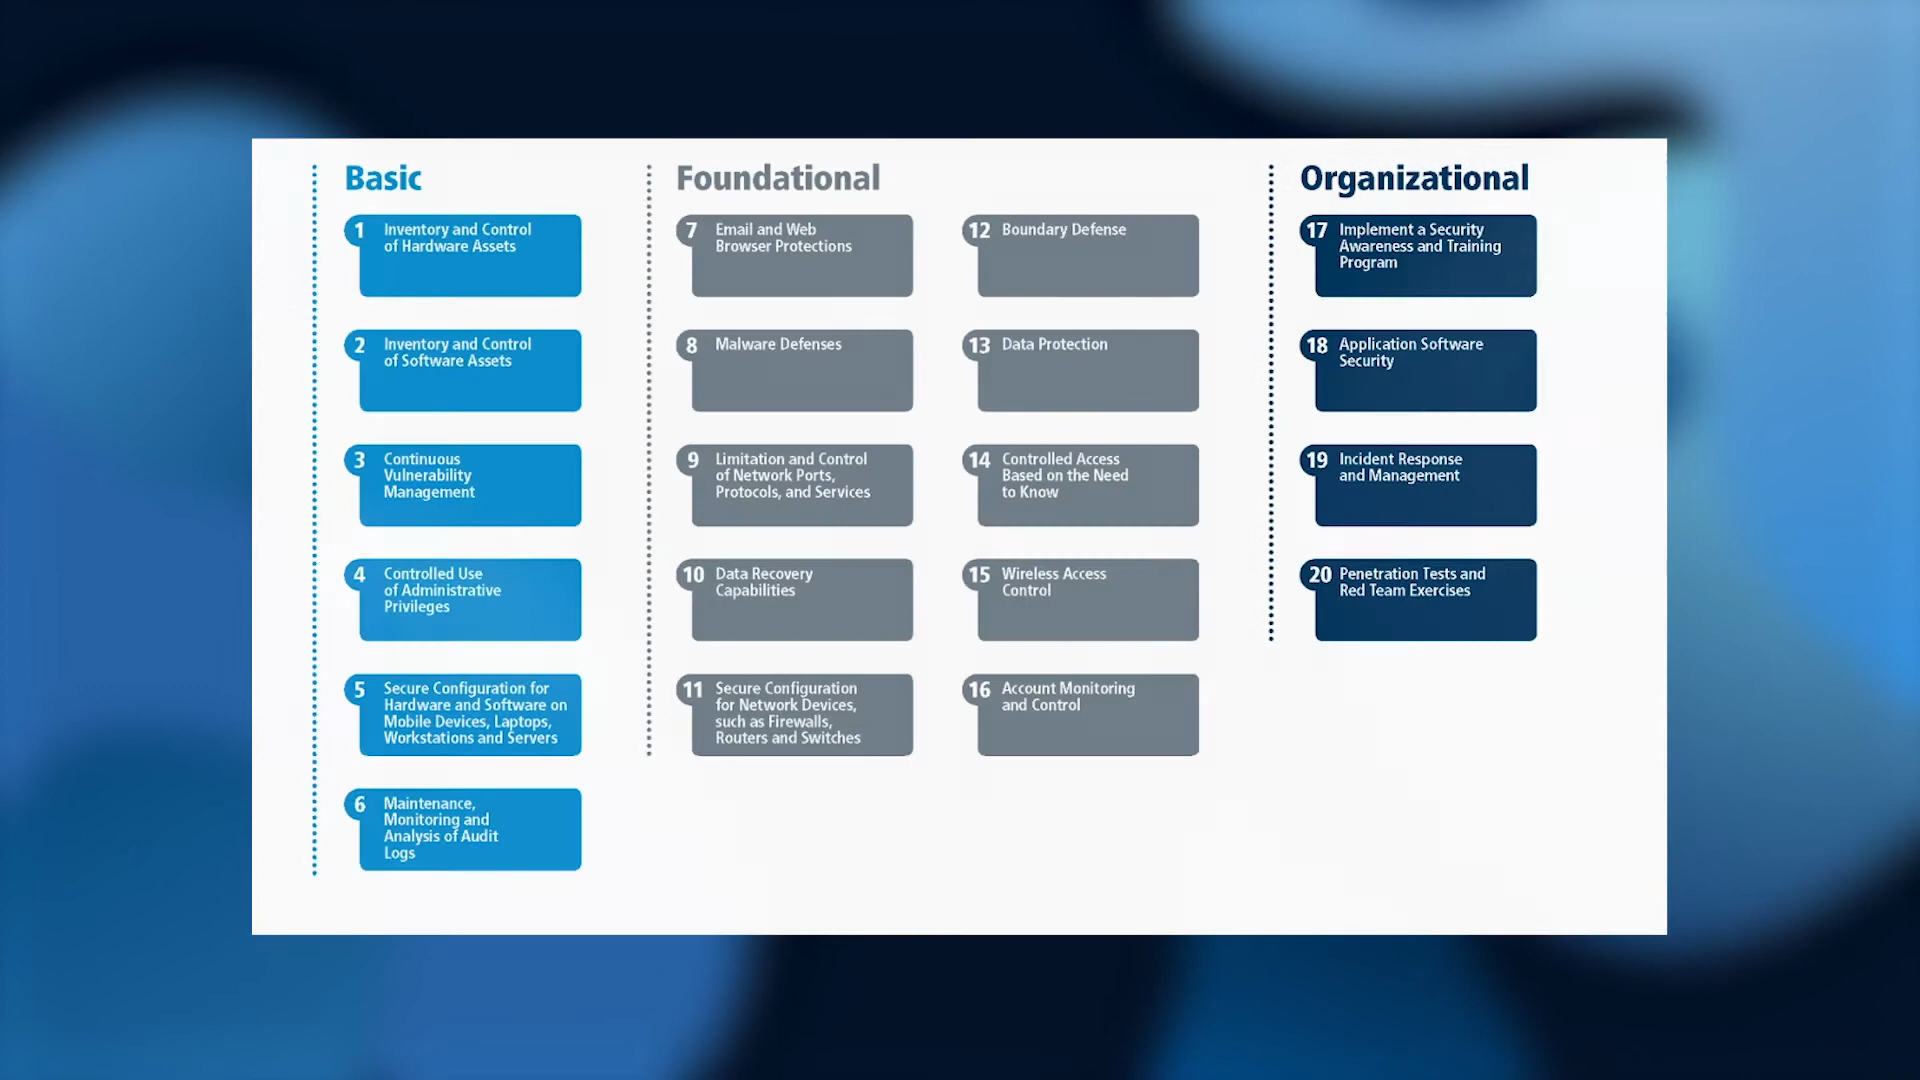 Basic
1 Inventory and Control
of Hardware Assets
2 Inventory and Control
of Software Assets
3 Continuous
Vulnerability
Management
4 Controlled Use
of Administrative
Privileges
5 Secure Configuration for
Hardware and Software on
Mobile Devices, Laptops,
Workstations and Servers
6 Maintenance,
Monitoring and
Analysis of Audit
Logs
Foundational
7 Email and Web
Browser Protections
8 Malware Defenses
9 Limitation and Control
of Network Ports,
Protocols, and Services
10 Data Recovery
Capabilities
11 Secure Configuration
for Network Devices,
such as Firewalls,
Routers and Switches
12 Boundary Defense
13 Data Protection
14 Controlled Access
Based on the Need
to Know
15 Wireless Access
Control
16 Account Monitoring
and Control
Organizational
17 Implement a Security
Awareness and Training
Program
18 Application Software
Security
19 Incident Response
and Management
20 Penetration Tests and
Red Team Exercises